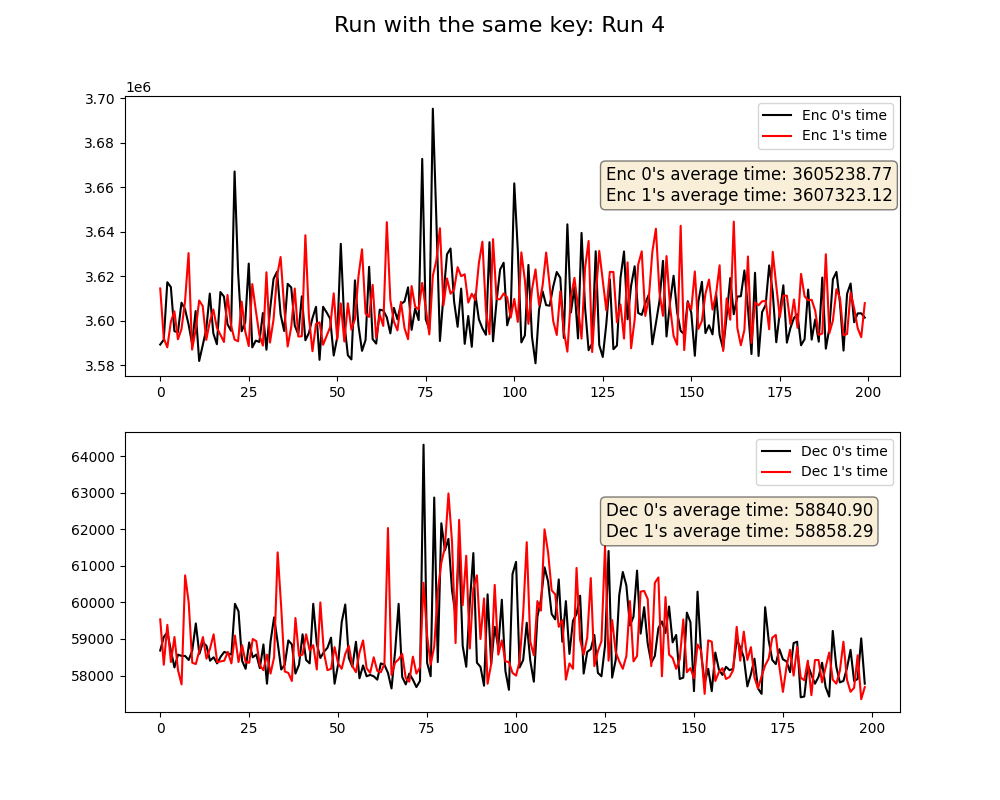 Run with the same key: Run 4
1e6
3.70
3.68
3.66
3.64
3.62
3.60
3.58
Enc 0's time
Enc 1's time
Enc 0's average time: 3605238.77
Enc 1's average time: 3607323.12
0 25 50 75 100 125 150 175 200
64000
63000
62000
61000
60000
59000
58000
Dec 0's time
Dec 1's time
Dec 0's average time: 58840.90
Dec 1's average time: 58858.29
0 25 50 75 100 125 150 175 200